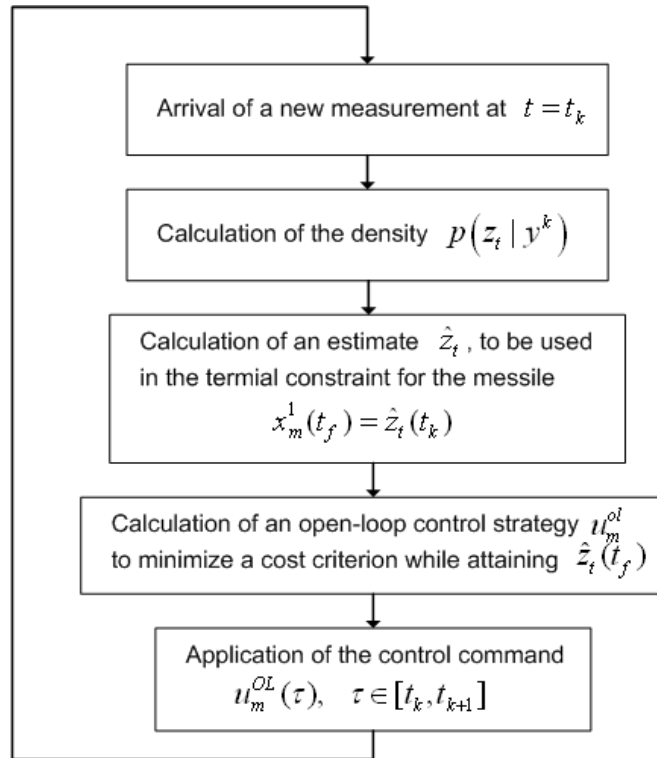 Arrival of a new measurement at t = t_k
Calculation of the density p(z_t | y^k)
Calculation of an estimate ẑ_t , to be used
in the termial constraint for the messile
x_m^1(t_f) = ẑ_t(t_k)
Calculation of an open-loop control strategy u_m^{ol}
to minimize a cost criterion while attaining ẑ_t(t_f)
Application of the control command
u_m^{OL}(τ), τ ∈ [t_k, t_{k+1}]